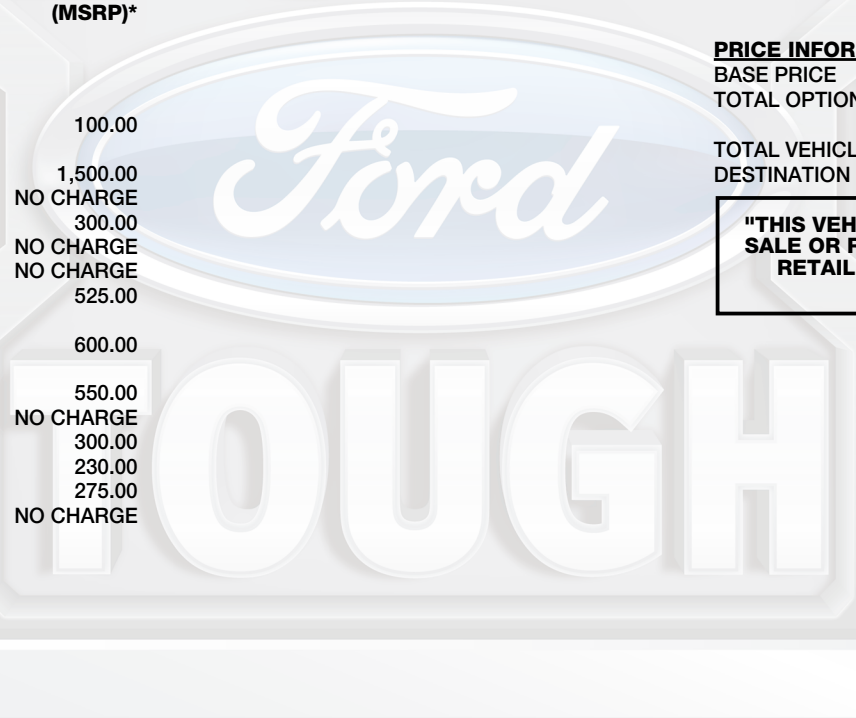 (MSRP)*
100.00
1,500.00
NO CHARGE
300.00
NO CHARGE
NO CHARGE
525.00
600.00
550.00
NO CHARGE
300.00
230.00
275.00
NO CHARGE
PRICE INFOR
BASE PRICE
TOTAL OPTION
TOTAL VEHICL
DESTINATION
"THIS VEH
SALE OR F
RETAIL
Ford
TOUGH